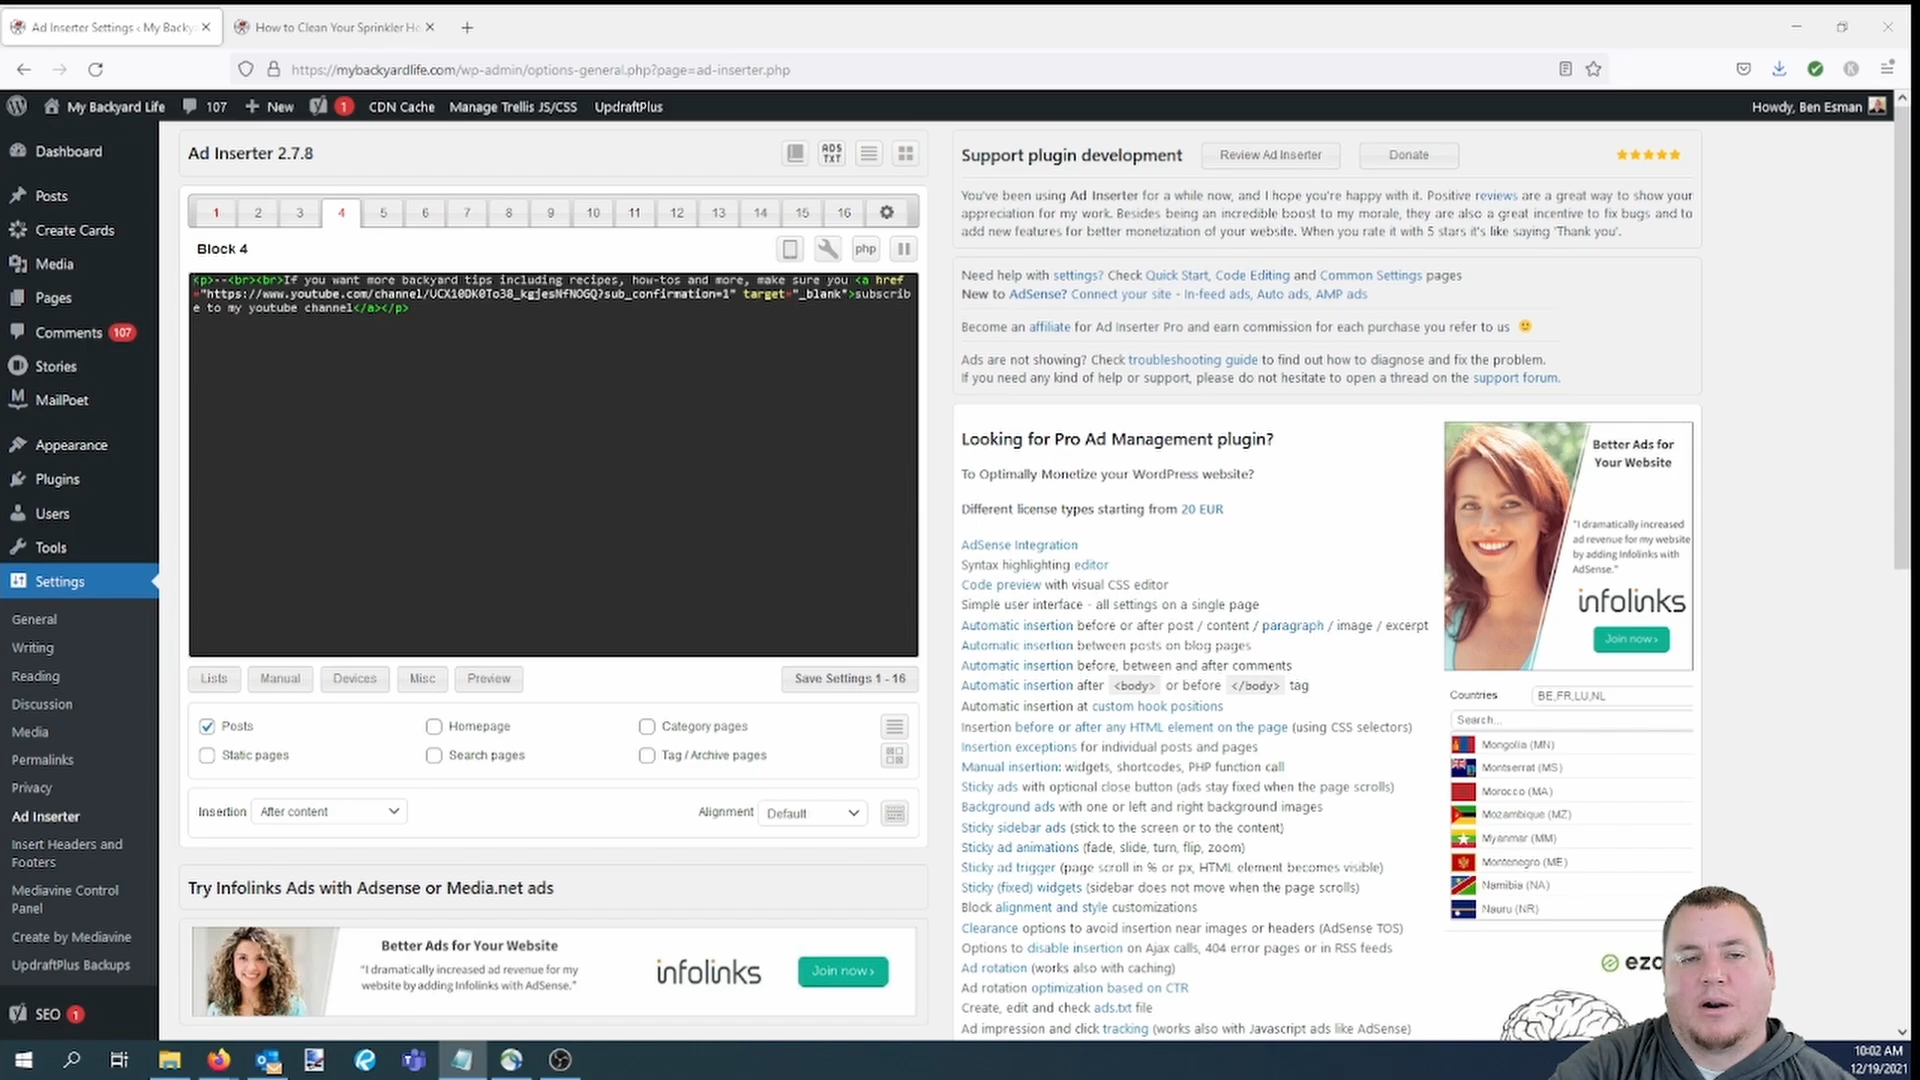 Ad Inserter Settings ‹ My Backy
How to Clean Your Sprinkler He
https://mybackyardlife.com/wp-admin/options-general.php?page=ad-inserter.php
My Backyard Life
107
New
1
CDN Cache
Manage Trellis JS/CSS
UpdraftPlus
Howdy, Ben Esman
Dashboard
Posts
Create Cards
Media
Pages
Comments 107
Stories
MailPoet
Appearance
Plugins
Users
Tools
Settings
General
Writing
Reading
Discussion
Media
Permalinks
Privacy
Ad Inserter
Insert Headers and
Footers
Mediavine Control
Panel
Create by Mediavine
UpdraftPlus Backups
SEO 1
Ad Inserter 2.7.8
ADS
TXT
1 2 3 4 5 6 7 8 9 10 11 12 13 14 15 16
Block 4
php
<p>--<br><br>If you want more backyard tips including recipes, how-tos and more, make sure you <a href
="https://www.youtube.com/channel/UCX10DK0To38_kgjesNfNOGQ?sub_confirmation=1" target="_blank">subscrib
e to my youtube channel</a></p>
Lists
Manual
Devices
Misc
Preview
Save Settings 1 - 16
Posts
Homepage
Category pages
Static pages
Search pages
Tag / Archive pages
Insertion
After content
Alignment
Default
Try Infolinks Ads with Adsense or Media.net ads
Better Ads for Your Website
"I dramatically increased ad revenue for my
website by adding Infolinks with AdSense."
infolinks
Join now ›
Support plugin development
Review Ad Inserter
Donate
You've been using Ad Inserter for a while now, and I hope you're happy with it. Positive reviews are a great way to show your
appreciation for my work. Besides being an incredible boost to my morale, they are also a great incentive to fix bugs and to
add new features for better monetization of your website. When you rate it with 5 stars it's like saying 'Thank you'.
Need help with settings? Check Quick Start, Code Editing and Common Settings pages
New to AdSense? Connect your site - In-feed ads, Auto ads, AMP ads
Become an affiliate for Ad Inserter Pro and earn commission for each purchase you refer to us
Ads are not showing? Check troubleshooting guide to find out how to diagnose and fix the problem.
If you need any kind of help or support, please do not hesitate to open a thread on the support forum.
Looking for Pro Ad Management plugin?
To Optimally Monetize your WordPress website?
Different license types starting from 20 EUR
AdSense Integration
Syntax highlighting editor
Code preview with visual CSS editor
Simple user interface - all settings on a single page
Automatic insertion before or after post / content / paragraph / image / excerpt
Automatic insertion between posts on blog pages
Automatic insertion before, between and after comments
Automatic insertion after <body> or before </body> tag
Automatic insertion at custom hook positions
Insertion before or after any HTML element on the page (using CSS selectors)
Insertion exceptions for individual posts and pages
Manual insertion: widgets, shortcodes, PHP function call
Sticky ads with optional close button (ads stay fixed when the page scrolls)
Background ads with one or left and right background images
Sticky sidebar ads (stick to the screen or to the content)
Sticky ad animations (fade, slide, turn, flip, zoom)
Sticky ad trigger (page scroll in % or px, HTML element becomes visible)
Sticky (fixed) widgets (sidebar does not move when the page scrolls)
Block alignment and style customizations
Clearance options to avoid insertion near images or headers (AdSense TOS)
Options to disable insertion on Ajax calls, 404 error pages or in RSS feeds
Ad rotation (works also with caching)
Ad rotation optimization based on CTR
Create, edit and check ads.txt file
Ad impression and click tracking (works also with Javascript ads like AdSense)
Better Ads for
Your Website
"I dramatically increased
ad revenue for my website
by adding Infolinks with
AdSense."
infolinks
Join now ›
Countries
BE,FR,LU,NL
Search...
Mongolia (MN)
Montserrat (MS)
Morocco (MA)
Mozambique (MZ)
Myanmar (MM)
Montenegro (ME)
Namibia (NA)
Nauru (NR)
ezo
10:02 AM
12/19/2021